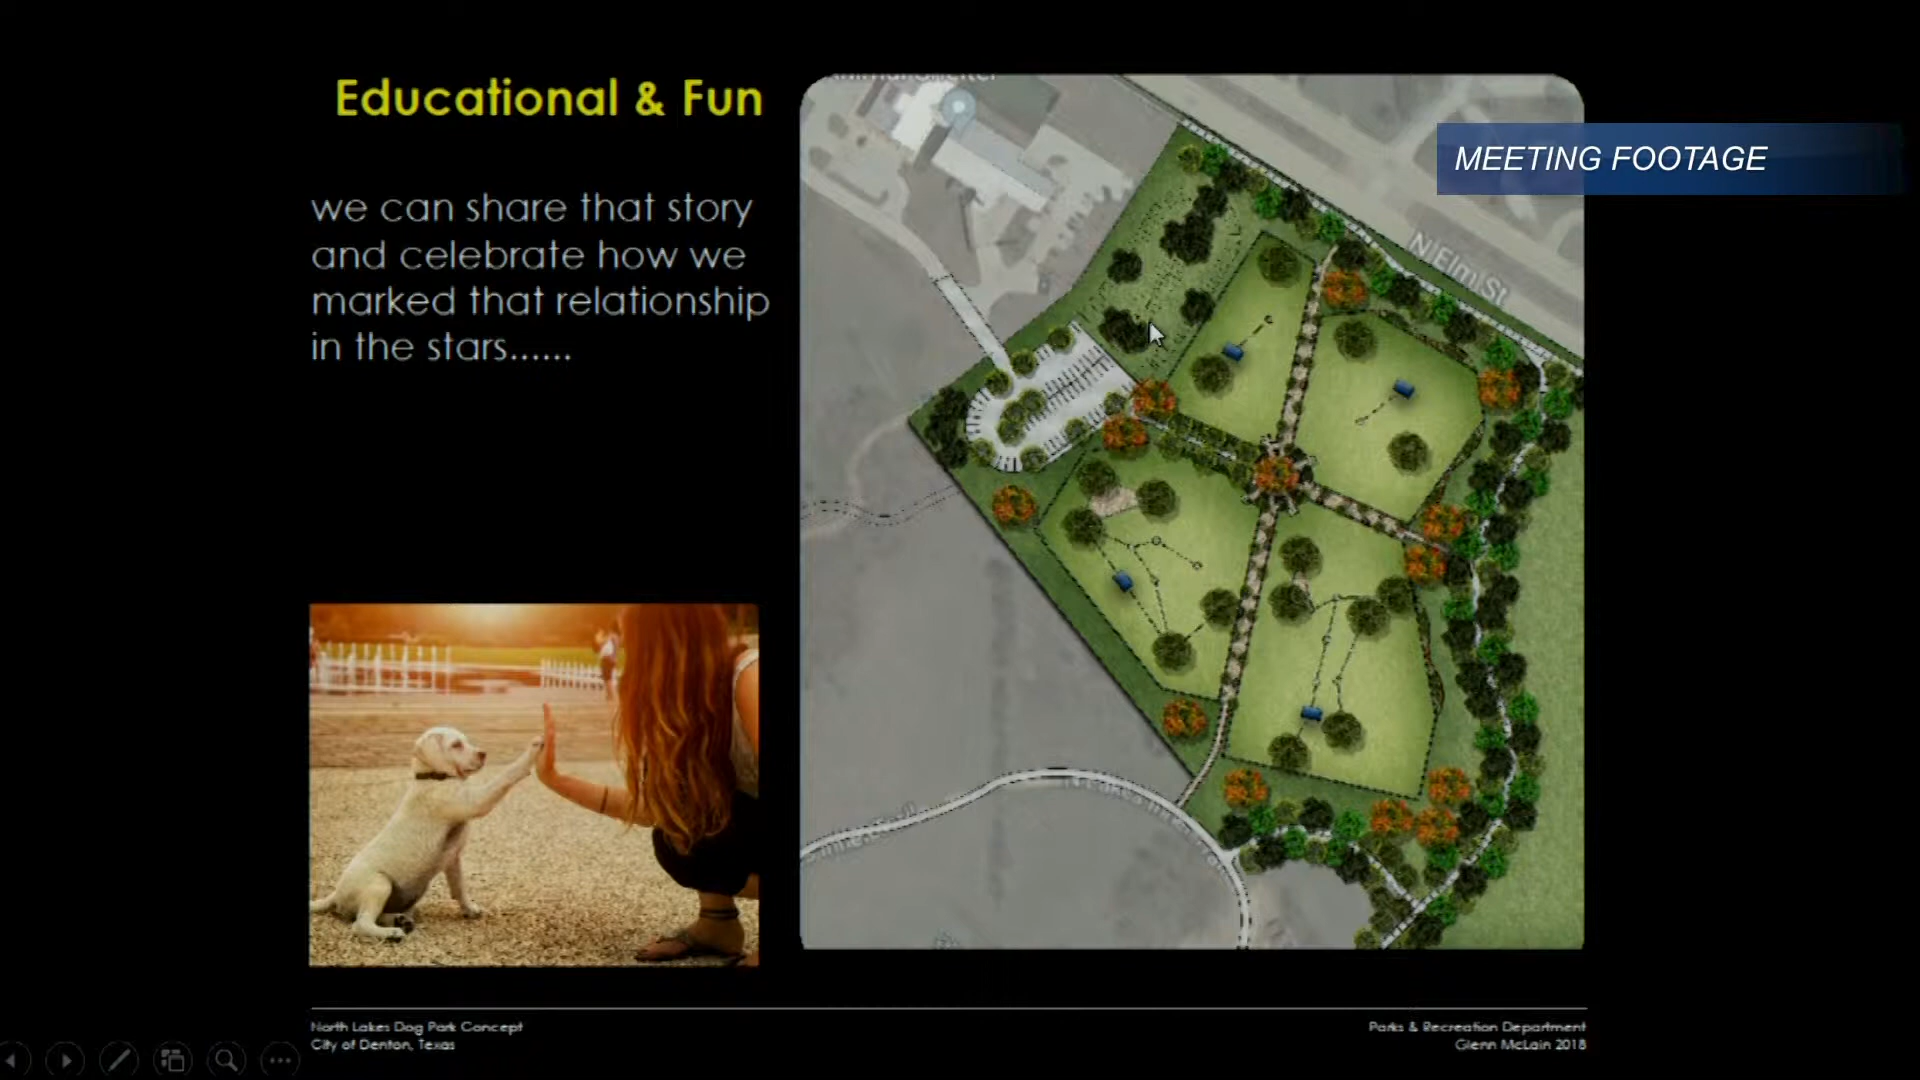 Educational & Fun
we can share that story
and celebrate how we
marked that relationship
in the stars......
MEETING FOOTAGE
N Elm St
North Lakes Dog Park Concept
City of Denton, Texas
Parks & Recreation Department
Glenn McLain 2018